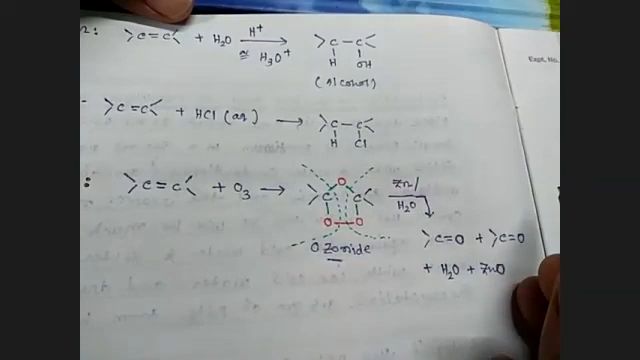 2:
>C=C< + H₂O H⁺ → >C-C<
≅ H₃O⁺ H OH
(Alcohol)
>C=C< + HCl (aq) → >C-C<
H Cl
: >C=C< + O₃ → O C C O O Zn/ H₂O
Ozonide
>C=O + >C=O
+ H₂O + ZnO
Expt. No.